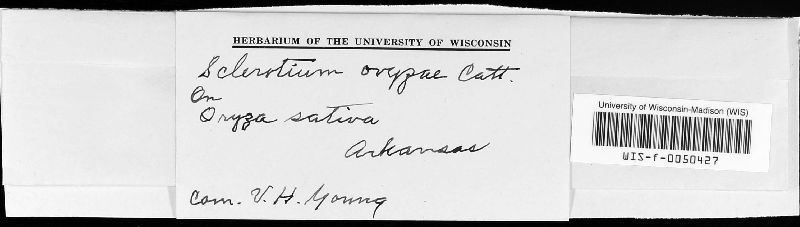 HERBARIUM OF THE UNIVERSITY OF WISCONSIN
Sclerotium oryzae Catt.
On
Oryza sativa
Arkansas
Com. V. H. Young
University of Wisconsin-Madison (WIS)
WIS-f-0050427